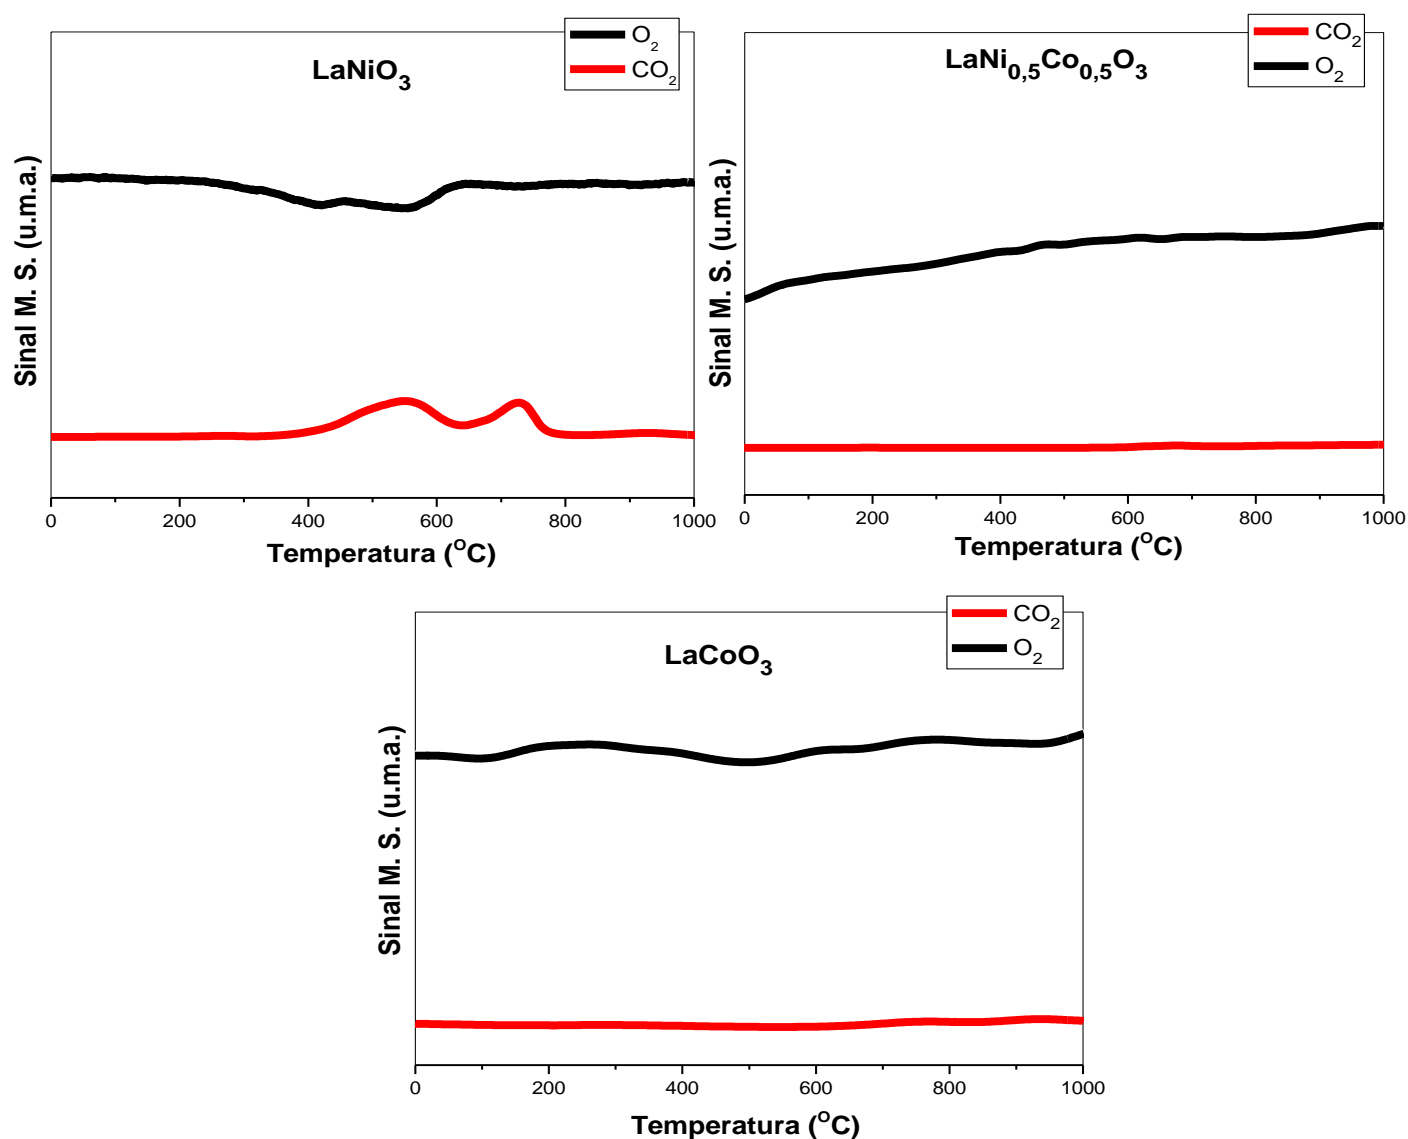 O₂
CO₂
LaNiO₃
Sinal M. S. (u.m.a.)
0 200 400 600 800 1000
Temperatura (ᴼC)
CO₂
O₂
LaNi₀,₅Co₀,₅O₃
Sinal M. S. (u.m.a.)
0 200 400 600 800 1000
Temperatura (ᴼC)
CO₂
O₂
LaCoO₃
Sinal M. S. (u.m.a.)
0 200 400 600 800 1000
Temperatura (ᴼC)